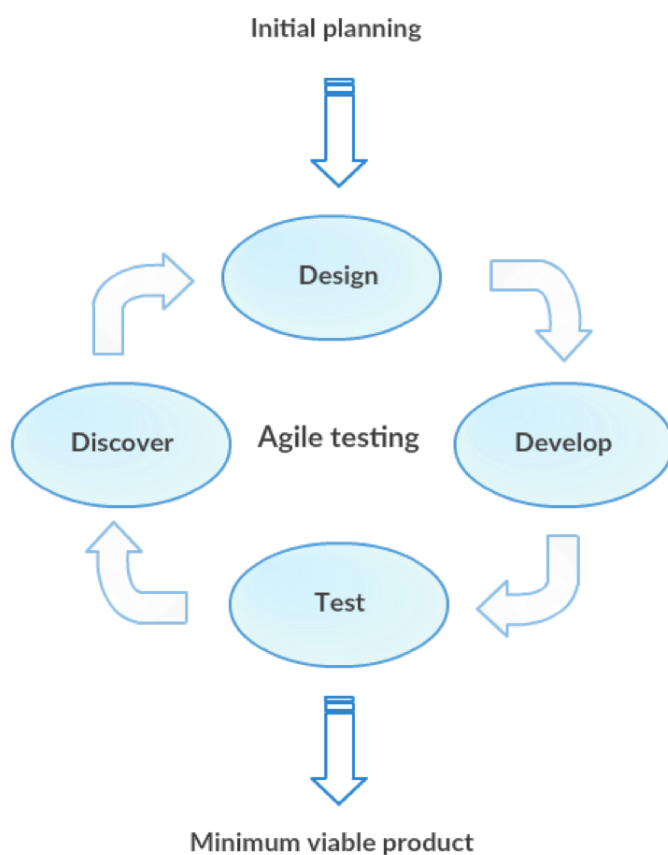 Initial planning
Design
Discover
Agile testing
Develop
Test
Minimum viable product